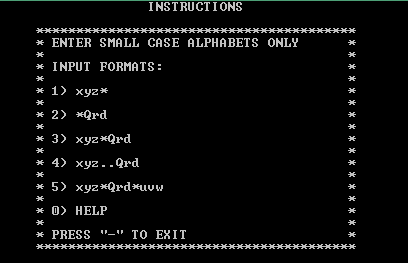 INSTRUCTIONS
****************************************
* ENTER SMALL CASE ALPHABETS ONLY *
* INPUT FORMATS: *
* 1) xyz* *
* 2) *Qrd *
* 3) xyz*Qrd *
* 4) xyz..Qrd *
* 5) xyz*Qrd*uvw *
* 0) HELP *
* PRESS "-" TO EXIT *
****************************************